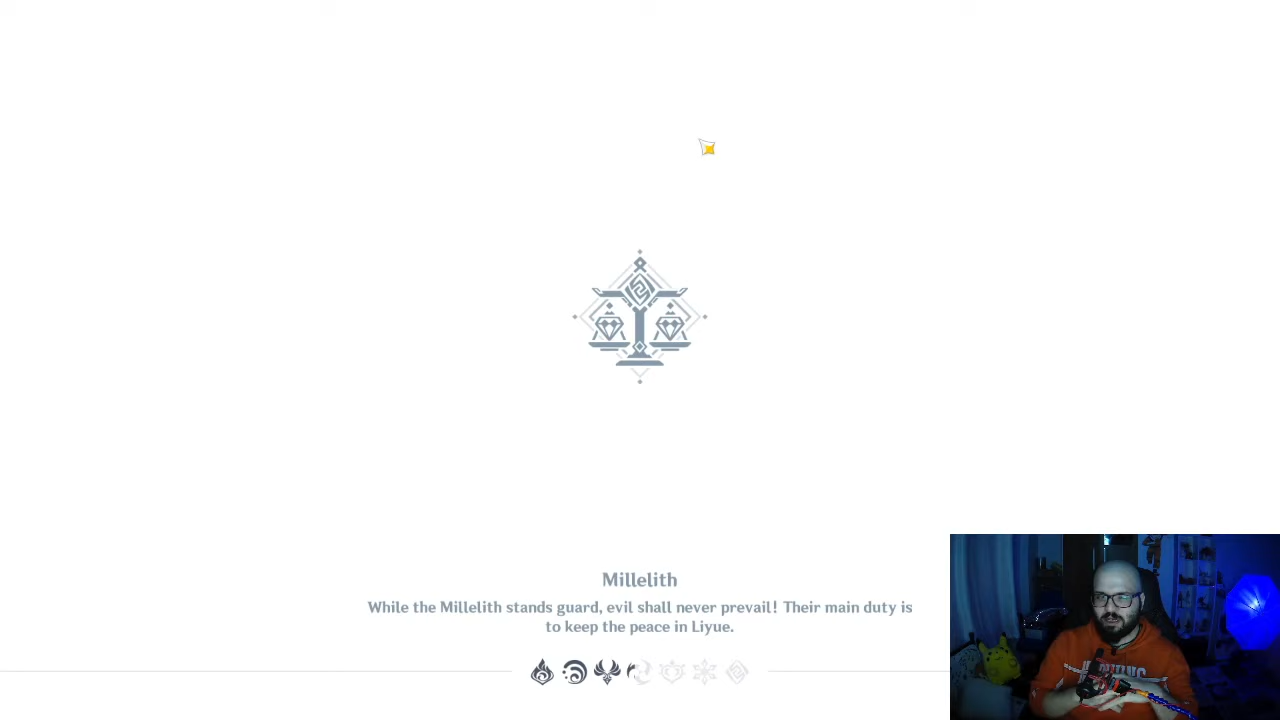 Millelith
While the Millelith stands guard, evil shall never prevail! Their main duty is
to keep the peace in Liyue.